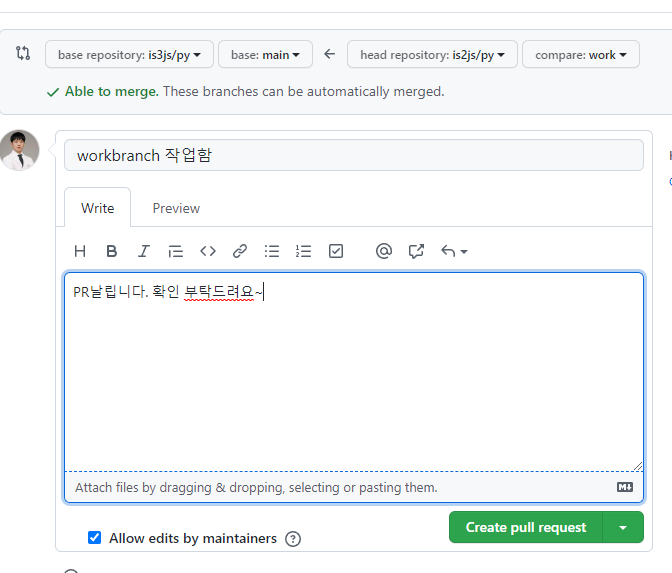 base repository: is3js/py base: main head repository: is2js/py compare: work
Able to merge. These branches can be automatically merged.
workbranch 작업함
Write Preview
PR날립니다. 확인 부탁드려요~
Attach files by dragging & dropping, selecting or pasting them.
Create pull request
Allow edits by maintainers